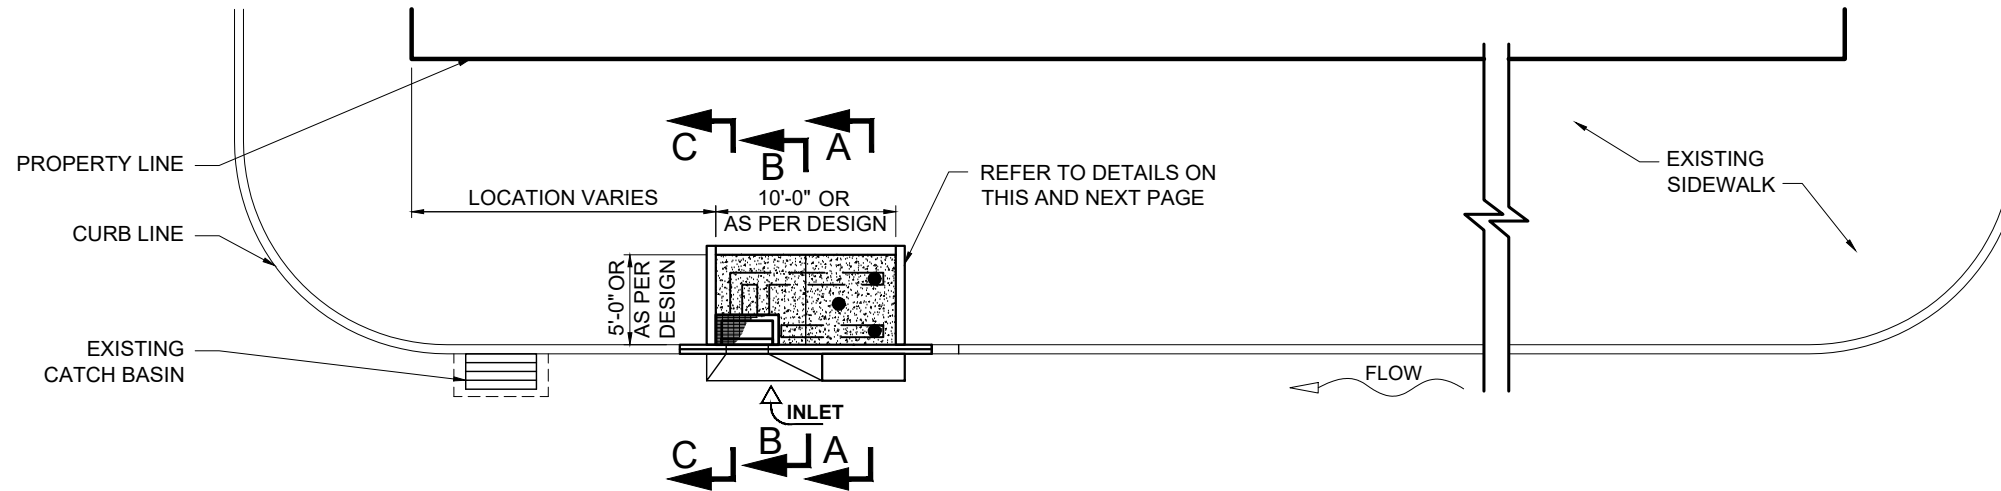 C
B
A
PROPERTY LINE
EXISTING
SIDEWALK
REFER TO DETAILS ON
THIS AND NEXT PAGE
LOCATION VARIES
10'-0" OR
AS PER DESIGN
CURB LINE
5'-0" OR
AS PER
DESIGN
EXISTING
CATCH BASIN
FLOW
INLET
C
B
A